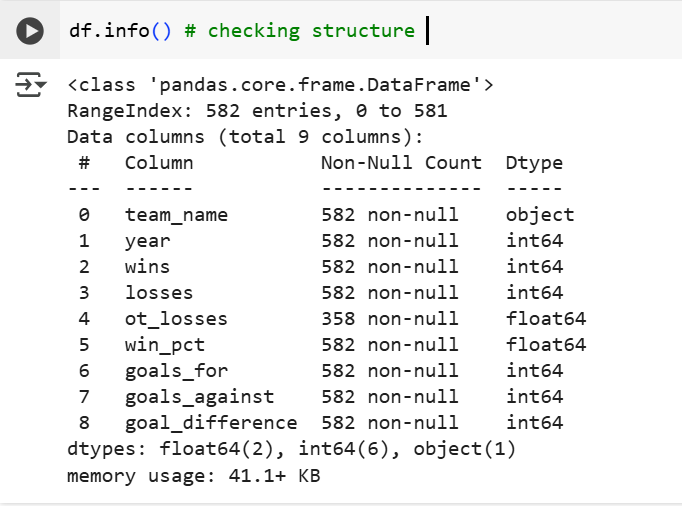 df.info() # checking structure
<class 'pandas.core.frame.DataFrame'>
RangeIndex: 582 entries, 0 to 581
Data columns (total 9 columns):
 #   Column           Non-Null Count  Dtype
---  ------           --------------  -----
 0   team_name        582 non-null    object
 1   year             582 non-null    int64
 2   wins             582 non-null    int64
 3   losses           582 non-null    int64
 4   ot_losses        358 non-null    float64
 5   win_pct          582 non-null    float64
 6   goals_for        582 non-null    int64
 7   goals_against    582 non-null    int64
 8   goal_difference  582 non-null    int64
dtypes: float64(2), int64(6), object(1)
memory usage: 41.1+ KB